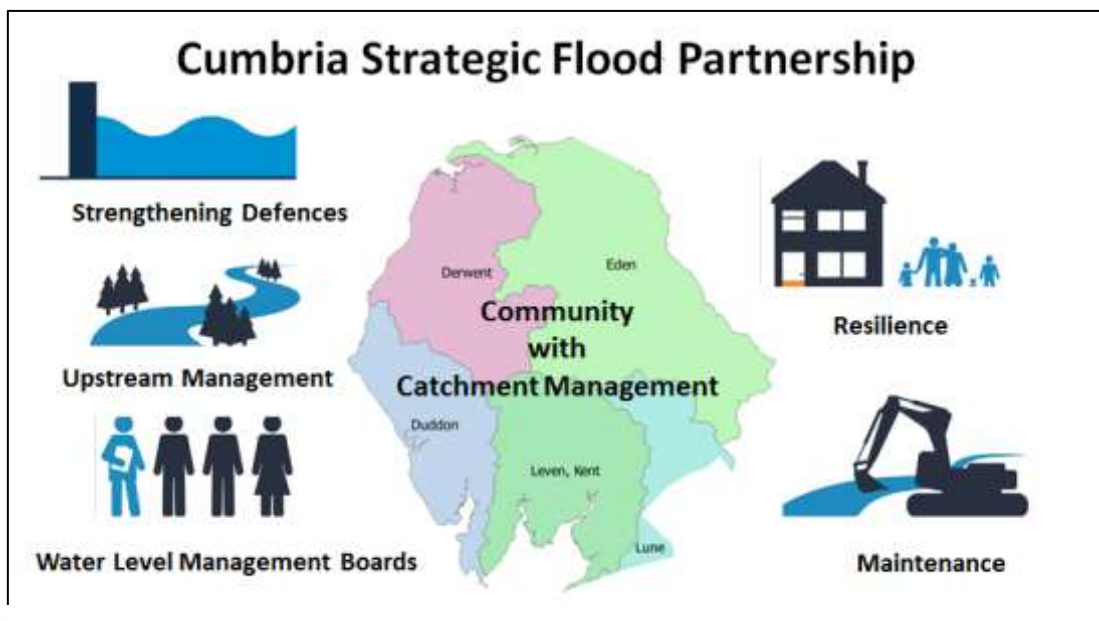 Cumbria Strategic Flood Partnership
Strengthening Defences
Upstream Management
Water Level Management Boards
Derwent
Eden
Community
with
Catchment Management
Duddon
Leven, Kent
Lune
Resilience
Maintenance